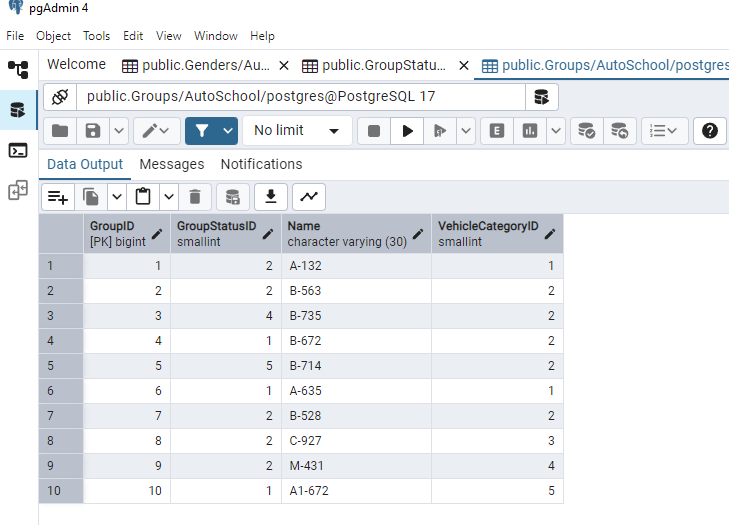 pgAdmin 4
File Object Tools Edit View Window Help
Welcome public.Genders/Au... public.GroupStatu... public.Groups/AutoSchool/postgres
public.Groups/AutoSchool/postgres@PostgreSQL 17
No limit E ?
Data Output Messages Notifications
GroupID GroupStatusID Name VehicleCategoryID
[PK] bigint smallint character varying (30) smallint
1 1 2 A-132 1
2 2 2 B-563 2
3 3 4 B-735 2
4 4 1 B-672 2
5 5 5 B-714 2
6 6 1 A-635 1
7 7 2 B-528 2
8 8 2 C-927 3
9 9 2 M-431 4
10 10 1 A1-672 5